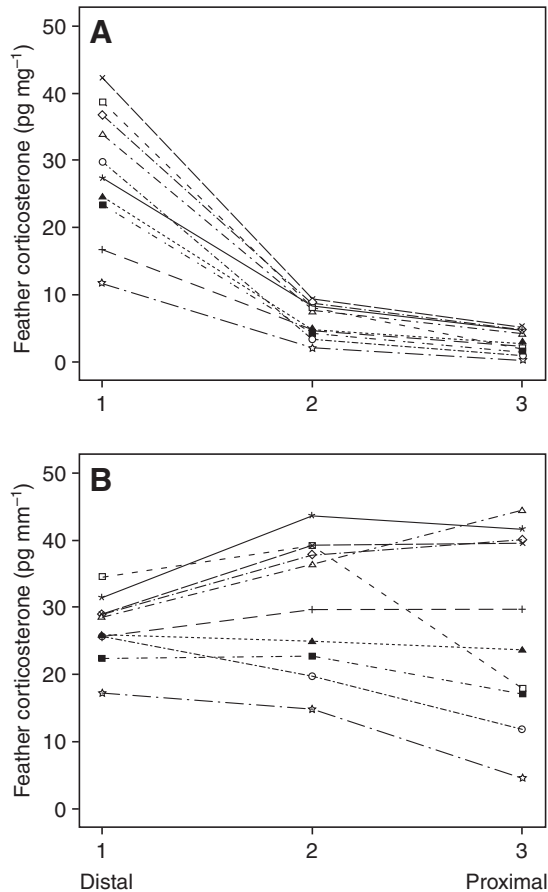 A
Feather corticosterone (pg mg⁻¹)
50
40
30
20
10
0
1 2 3
B
Feather corticosterone (pg mm⁻¹)
50
40
30
20
10
0
1 2 3
Distal Proximal